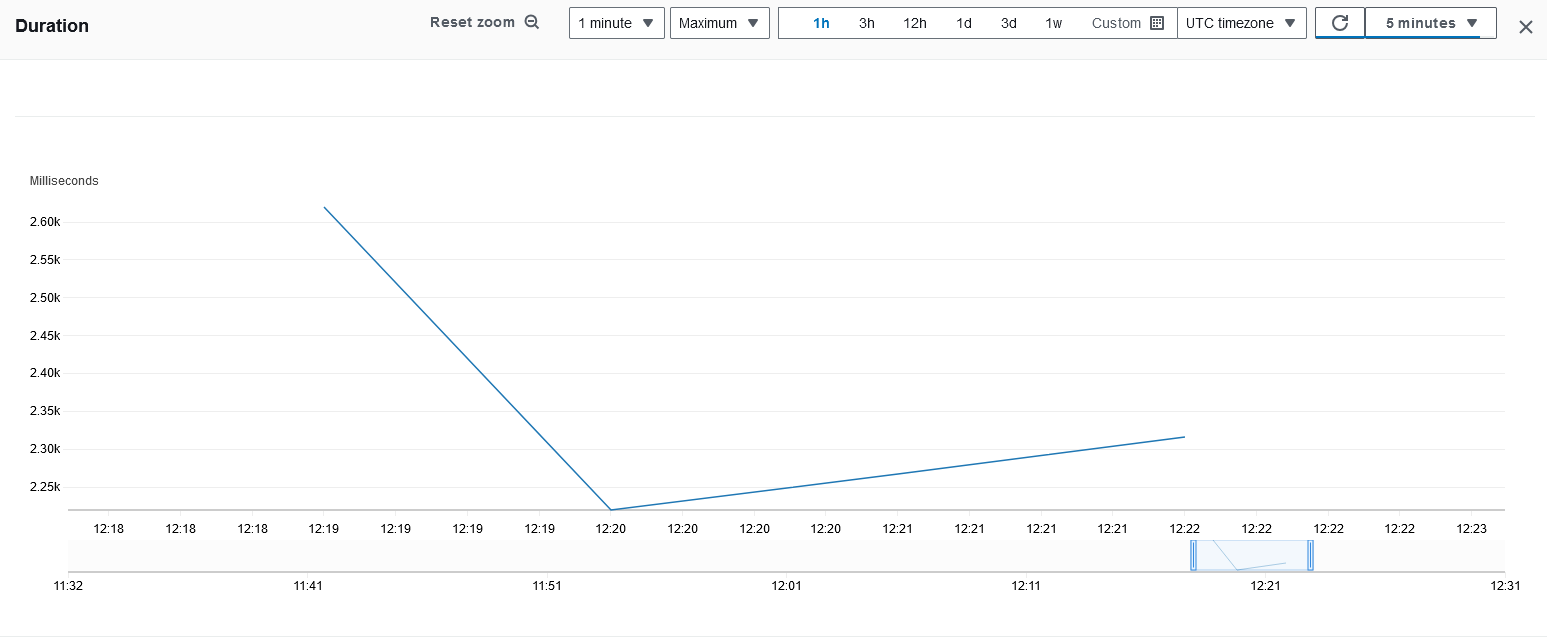 Duration Reset zoom 1 minute Maximum 1h 3h 12h 1d 3d 1w Custom UTC timezone 5 minutes
Milliseconds
2.60k
2.55k
2.50k
2.45k
2.40k
2.35k
2.30k
2.25k
12:18 12:18 12:18 12:19 12:19 12:19 12:19 12:20 12:20 12:20 12:20 12:21 12:21 12:21 12:21 12:22 12:22 12:22 12:22 12:23
11:32 11:41 11:51 12:01 12:11 12:21 12:31